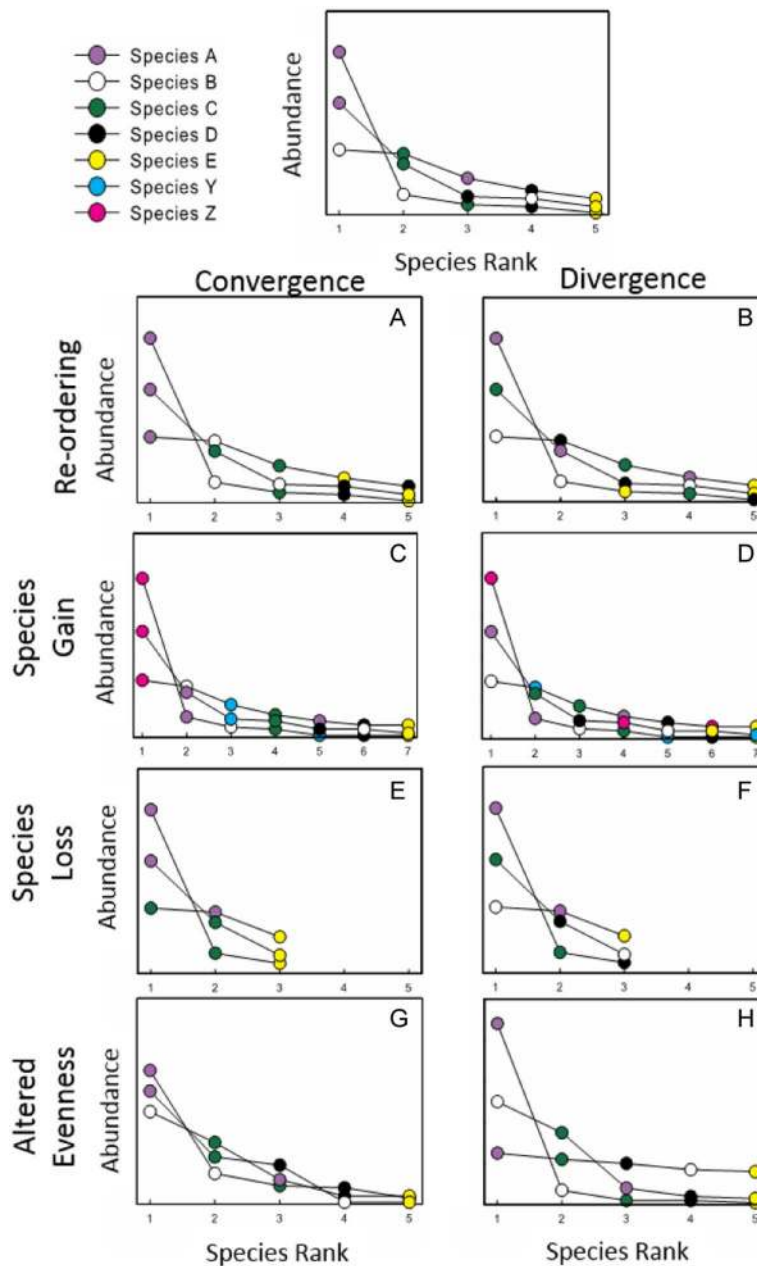 Species A
Species B
Species C
Species D
Species E
Species Y
Species Z
Abundance
1 2 3 4 5
Species Rank
Convergence
Divergence
Re-ordering
Abundance
A
1 2 3 4 5
B
1 2 3 4 5
Species
Gain
Abundance
C
1 2 3 4 5 6 7
D
1 2 3 4 5 6 7
Species
Loss
Abundance
E
1 2 3 4 5
F
1 2 3 4 5
Altered
Evenness
Abundance
G
1 2 3 4 5
H
1 2 3 4 5
Species Rank
Species Rank